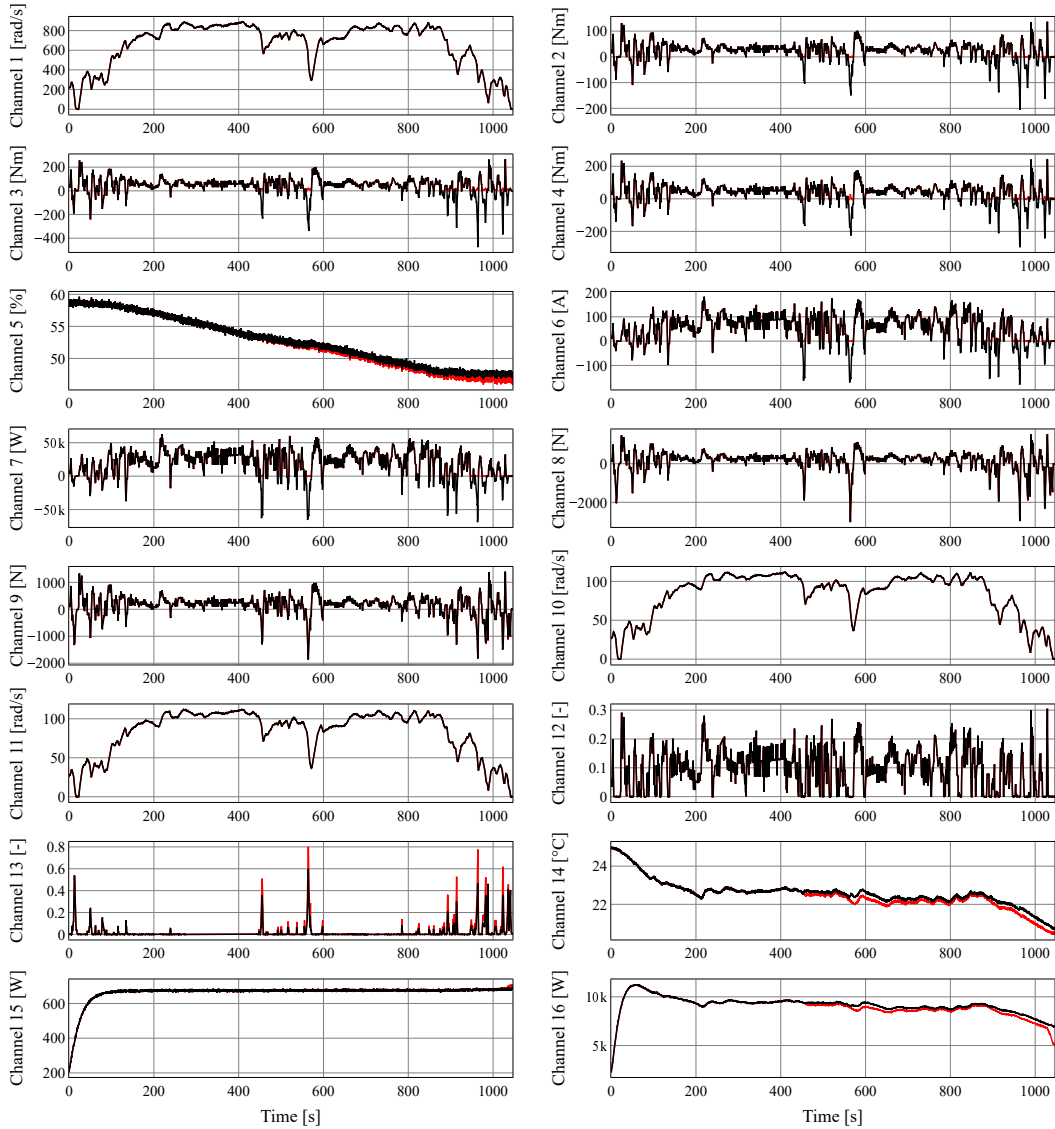 Channel 1 [rad/s]
800
600
400
200
0
0 200 400 600 800 1000
Channel 2 [Nm]
100
0
−100
−200
0 200 400 600 800 1000
Channel 3 [Nm]
200
0
−200
−400
0 200 400 600 800 1000
Channel 4 [Nm]
200
0
−200
0 200 400 600 800 1000
Channel 5 [%]
60
55
50
0 200 400 600 800 1000
Channel 6 [A]
200
100
0
−100
0 200 400 600 800 1000
Channel 7 [W]
50k
0
−50k
0 200 400 600 800 1000
Channel 8 [N]
0
−2000
0 200 400 600 800 1000
Channel 9 [N]
1000
0
−1000
−2000
0 200 400 600 800 1000
Channel 10 [rad/s]
100
50
0
0 200 400 600 800 1000
Channel 11 [rad/s]
100
50
0
0 200 400 600 800 1000
Channel 12 [-]
0.3
0.2
0.1
0
0 200 400 600 800 1000
Channel 13 [-]
0.8
0.6
0.4
0.2
0
0 200 400 600 800 1000
Channel 14 [°C]
24
22
0 200 400 600 800 1000
Channel 15 [W]
600
400
200
0 200 400 600 800 1000
Time [s]
Channel 16 [W]
10k
5k
0 200 400 600 800 1000
Time [s]